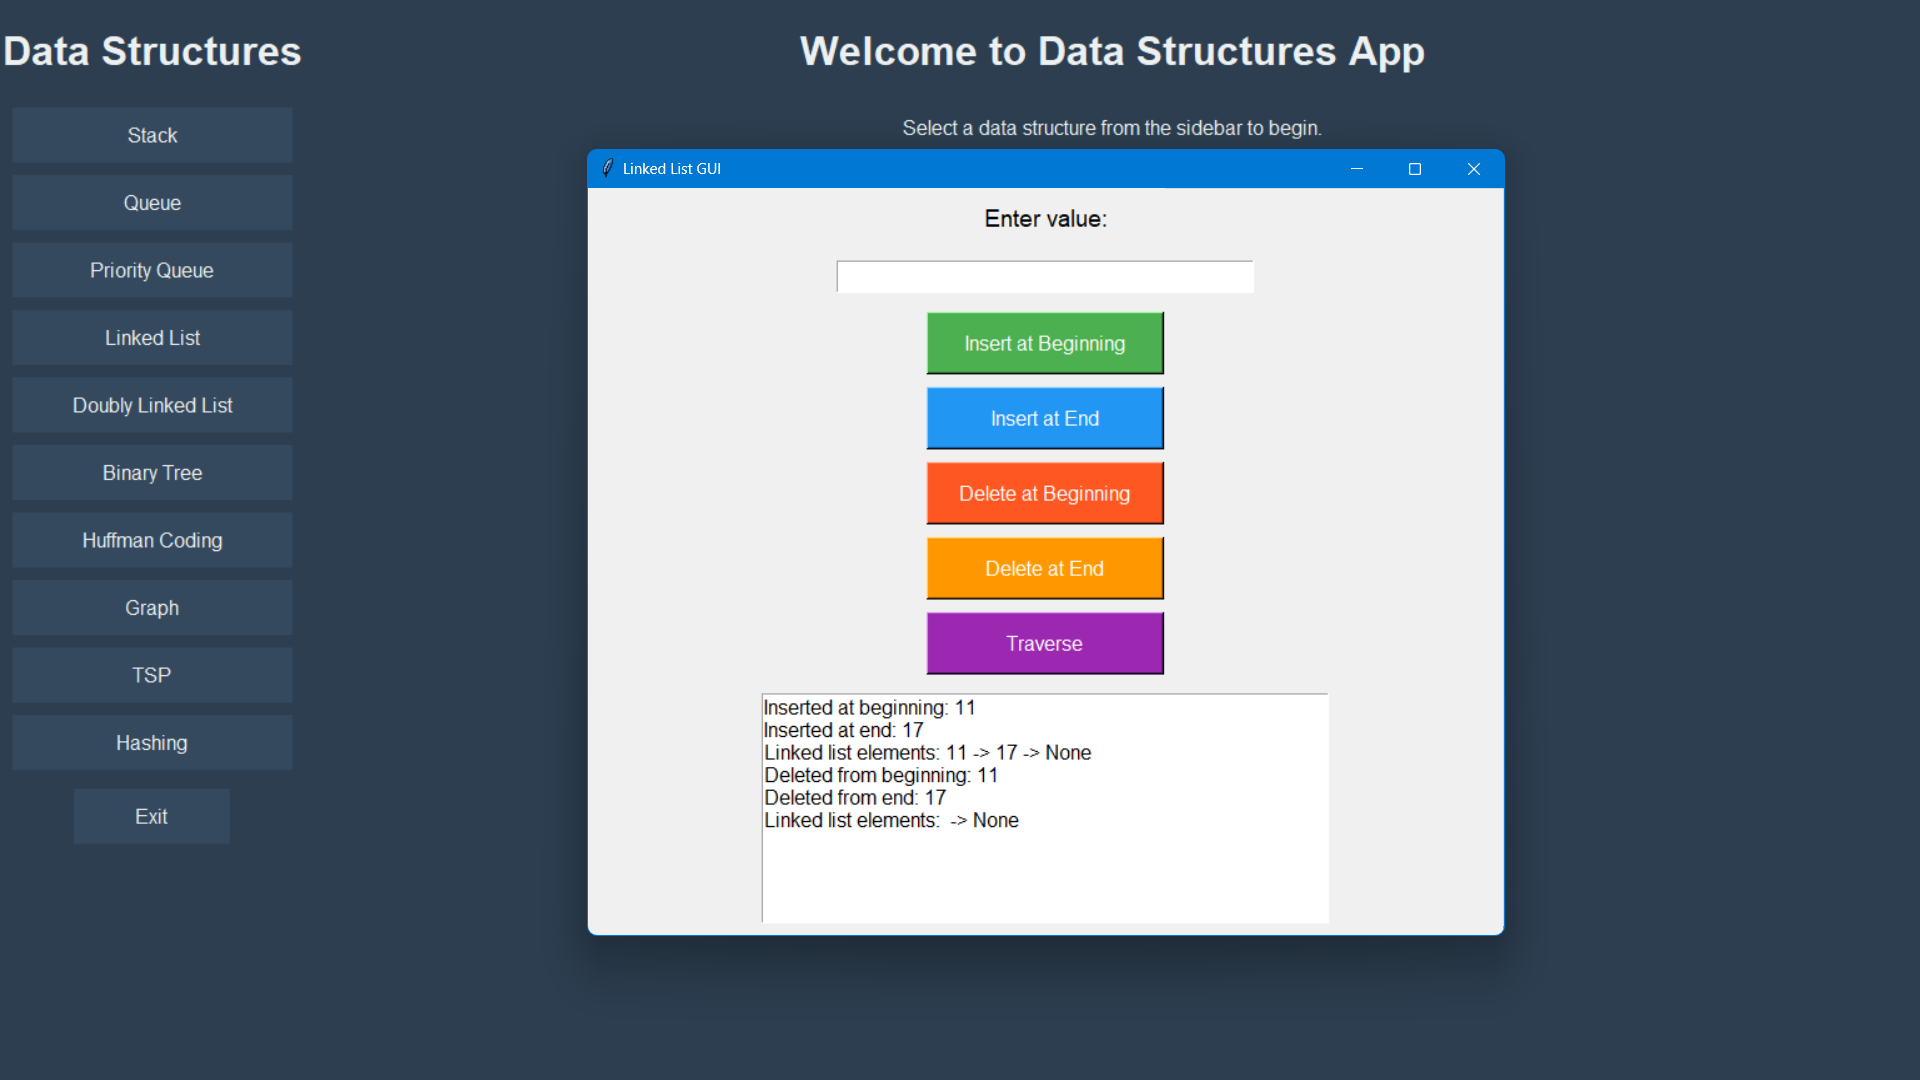 Data Structures
Stack
Queue
Priority Queue
Linked List
Doubly Linked List
Binary Tree
Huffman Coding
Graph
TSP
Hashing
Exit
Welcome to Data Structures App
Select a data structure from the sidebar to begin.
Linked List GUI
Enter value:
Insert at Beginning
Insert at End
Delete at Beginning
Delete at End
Traverse
Inserted at beginning: 11
Inserted at end: 17
Linked list elements: 11 -> 17 -> None
Deleted from beginning: 11
Deleted from end: 17
Linked list elements:  -> None